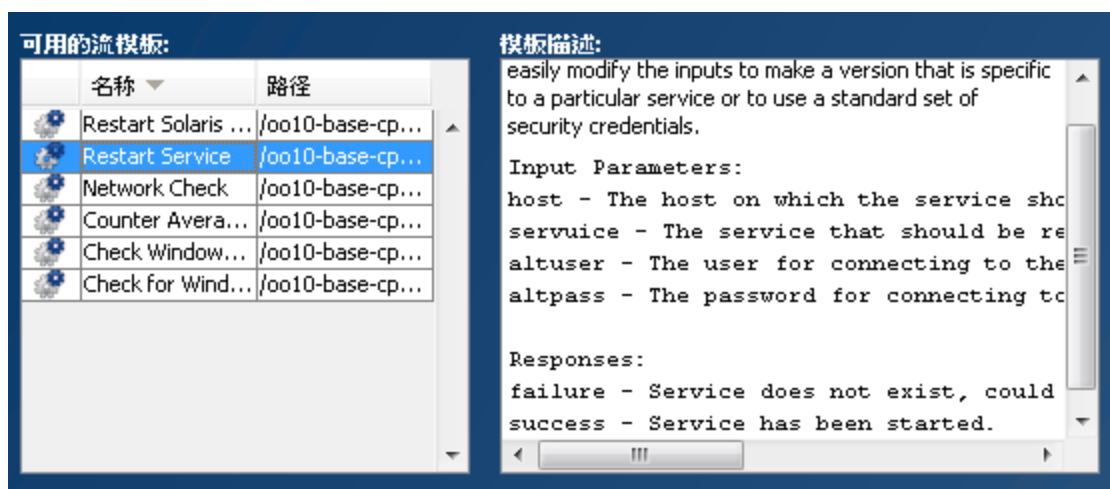 可用的流模板:
名称 路径
Restart Solaris ... /oo10-base-cp...
Restart Service /oo10-base-cp...
Network Check /oo10-base-cp...
Counter Avera... /oo10-base-cp...
Check Window... /oo10-base-cp...
Check for Wind... /oo10-base-cp...
模板描述:
easily modify the inputs to make a version that is specific
to a particular service or to use a standard set of
security credentials.
Input Parameters:
host - The host on which the service sho
servuice - The service that should be re
altuser - The user for connecting to the
altpass - The password for connecting to
Responses:
failure - Service does not exist, could
success - Service has been started.